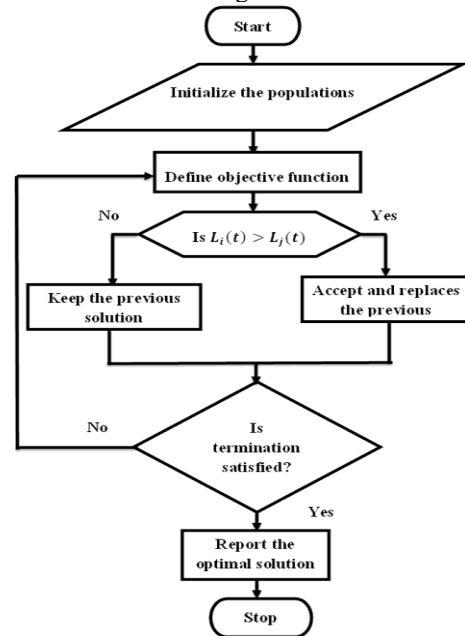 Start
Initialize the populations
Define objective function
No
Yes
Is L_i(t) > L_j(t)
Keep the previous
solution
Accept and replaces
the previous
No
Is
termination
satisfied?
Yes
Report the
optimal solution
Stop